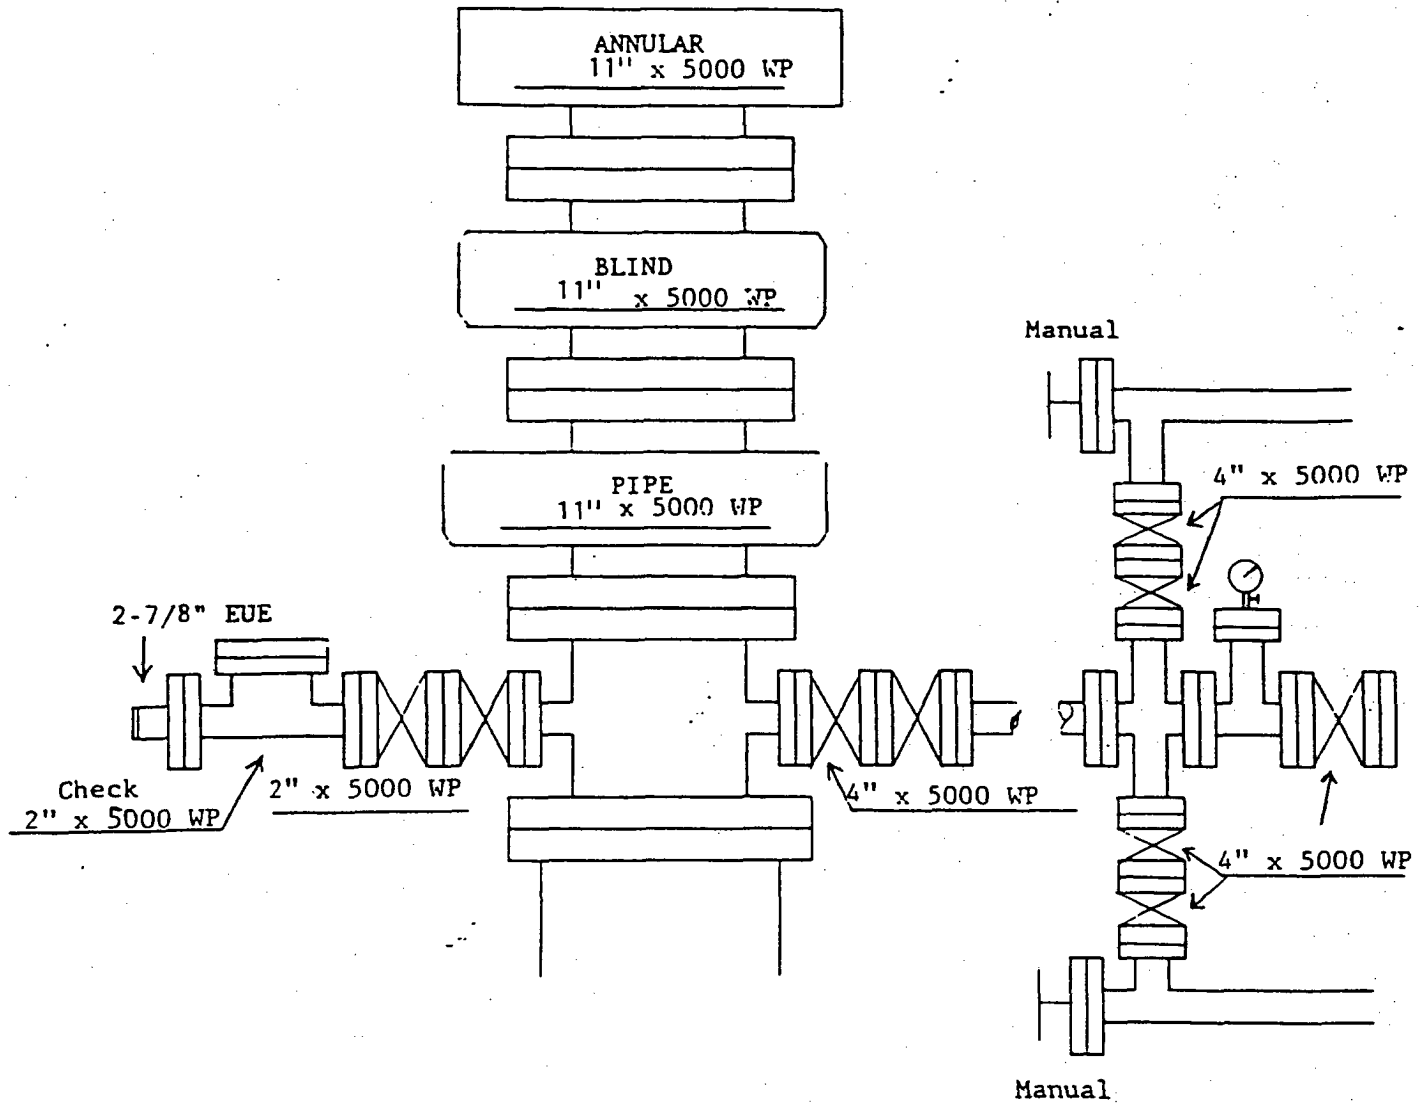 ANNULAR
11" x 5000 WP
BLIND
11" x 5000 WP
Manual
PIPE
11" x 5000 WP
4" x 5000 WP
2-7/8" EUE
Check
2" x 5000 WP
2" x 5000 WP
4" x 5000 WP
4" x 5000 WP
Manual